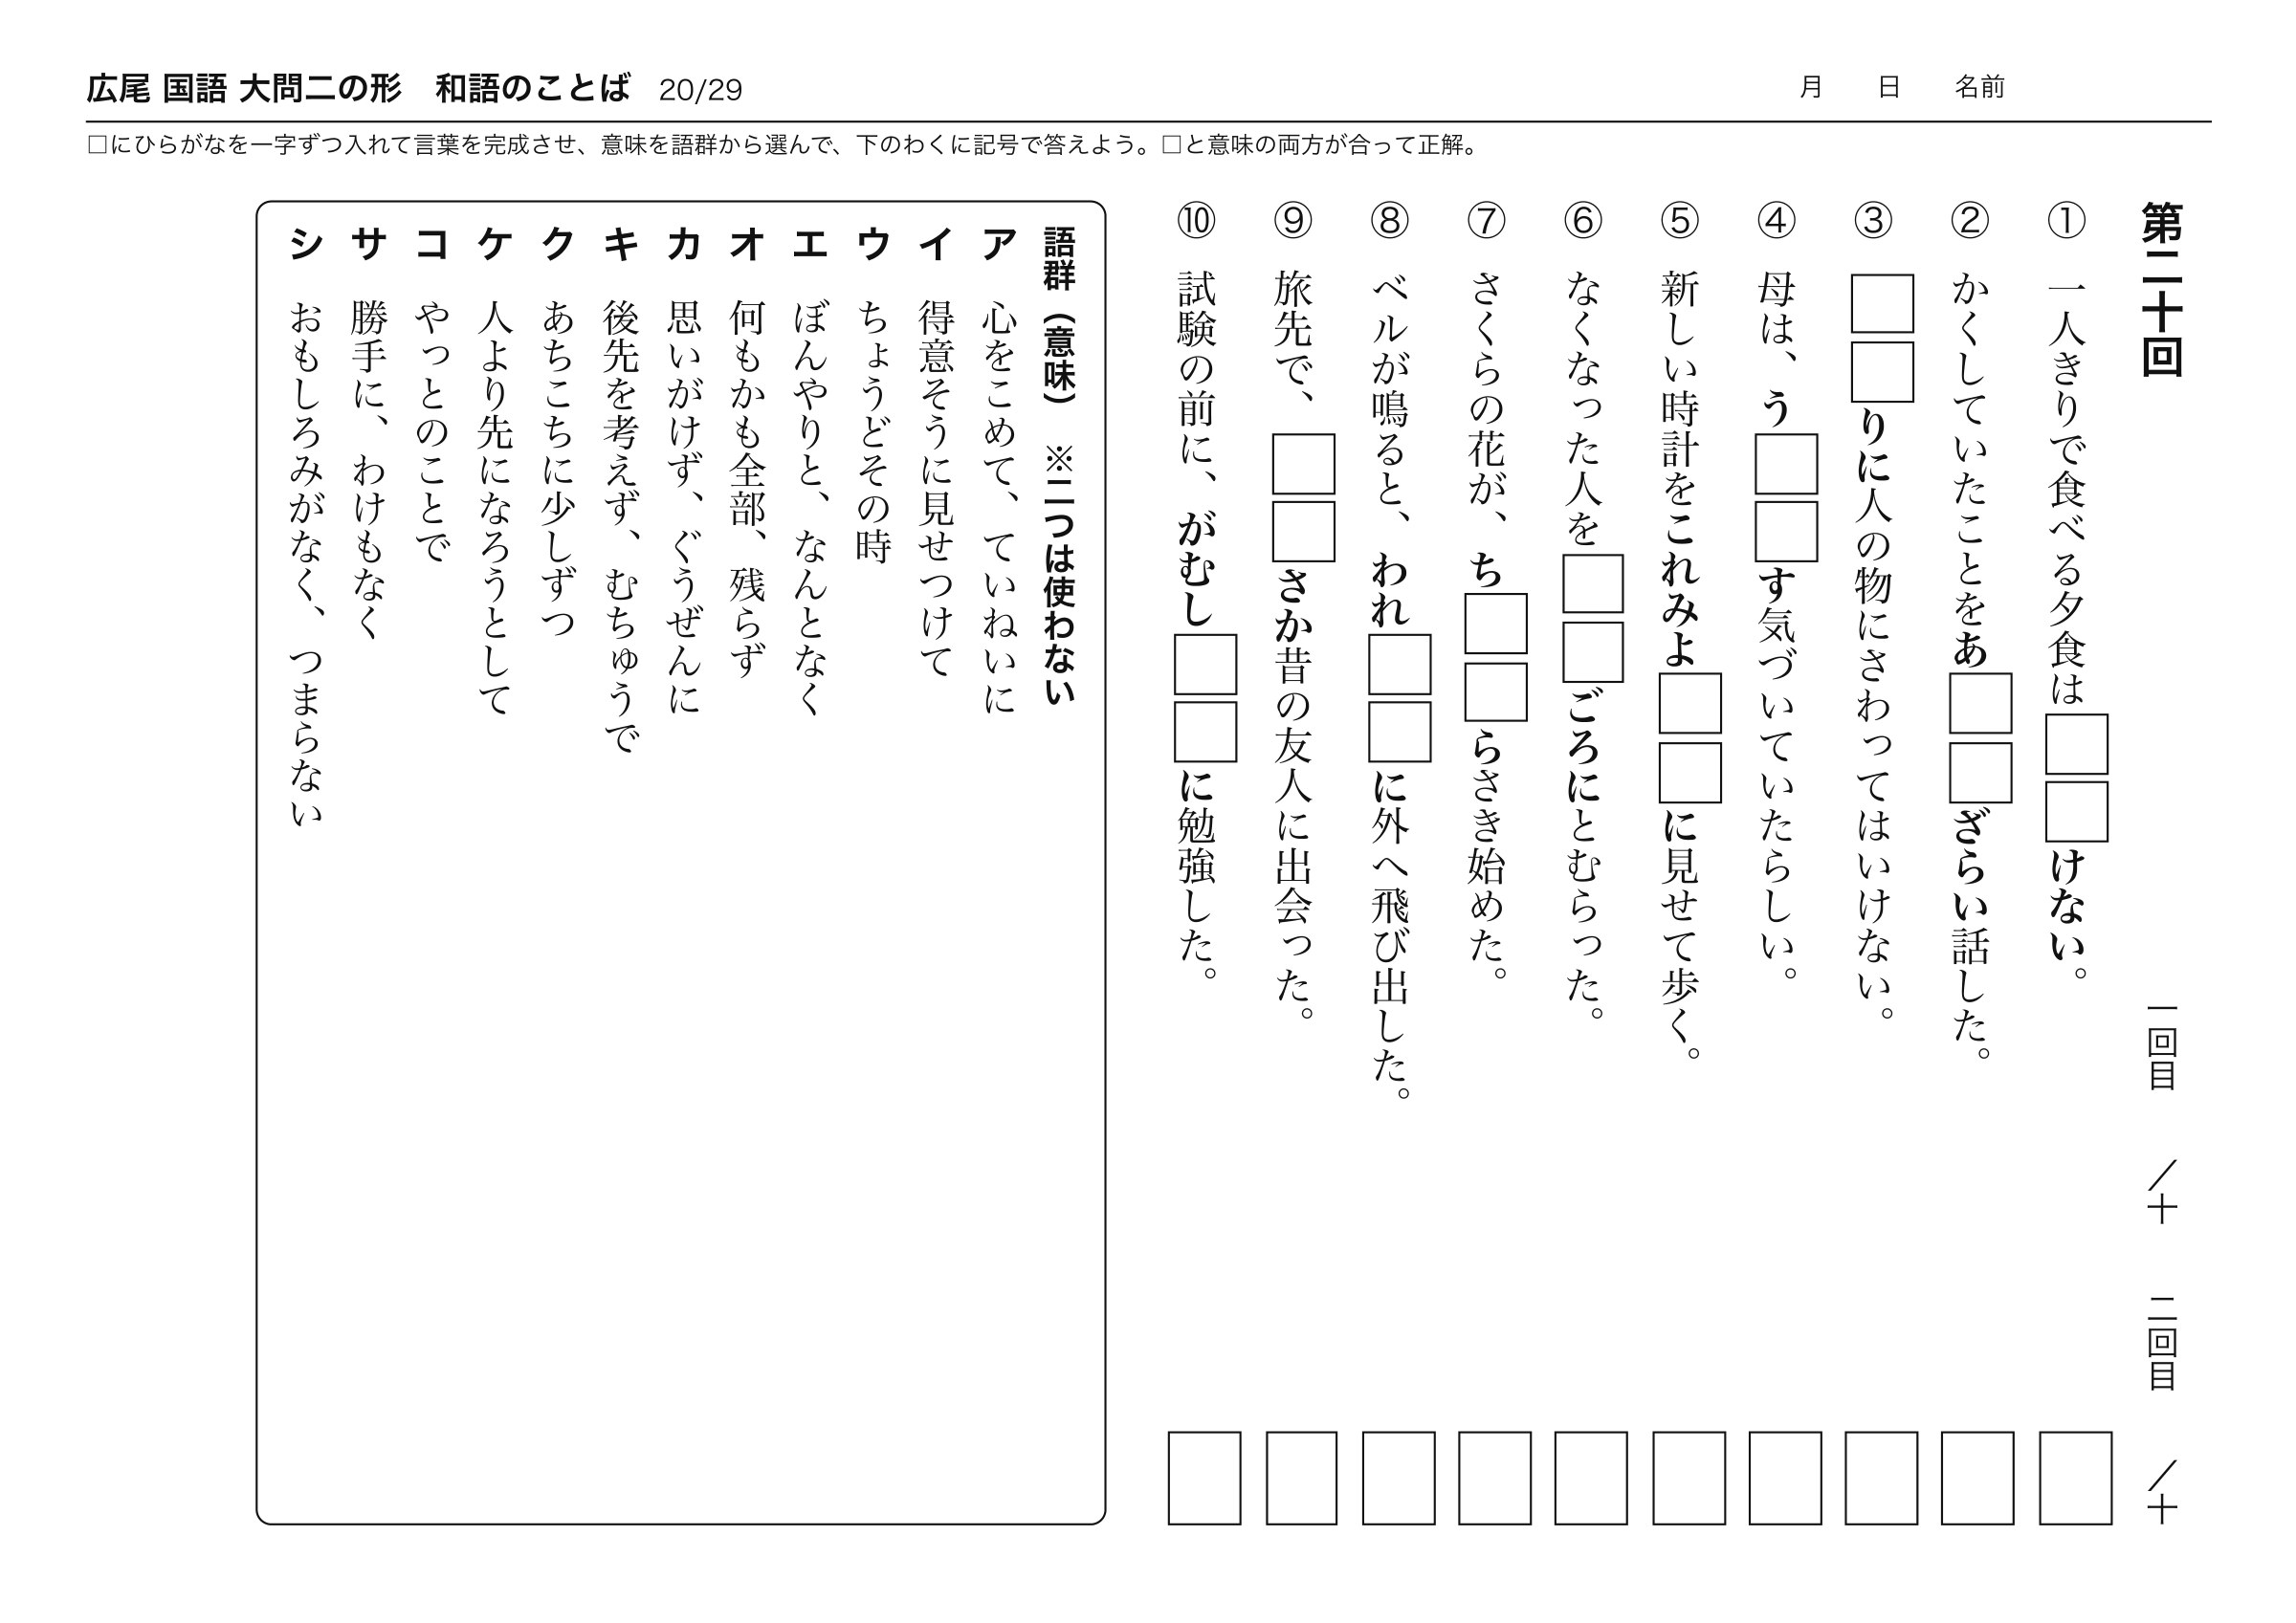 広尾 国語 大問二の形　和語のことば　20/29
月　日　名前
□にひらがなを一字ずつ入れて言葉を完成させ、意味を語群から選んで、下のわくに記号で答えよう。□と意味の両方が合って正解。
第二十回　一回目　／十　二回目　／十
① 一人きりで食べる夕食は□□けない。
② かくしていたことをあ□□ざらい話した。
③ □□りに人の物にさわってはいけない。
④ 母は、う□□す気づいていたらしい。
⑤ 新しい時計をこれみよ□□に見せて歩く。
⑥ なくなった人を□□ごろにとむらった。
⑦ さくらの花が、ち□□らさき始めた。
⑧ ベルが鳴ると、われ□□に外へ飛び出した。
⑨ 旅先で、□□さか昔の友人に出会った。
⑩ 試験の前に、がむし□□に勉強した。
語群（意味）　※二つは使わない
ア　心をこめて、ていねいに
イ　得意そうに見せつけて
ウ　ちょうどその時
エ　ぼんやりと、なんとなく
オ　何もかも全部、残らず
カ　思いがけず、ぐうぜんに
キ　後先を考えず、むちゅうで
ク　あちこちに少しずつ
ケ　人より先になろうとして
コ　やっとのことで
サ　勝手に、わけもなく
シ　おもしろみがなく、つまらない